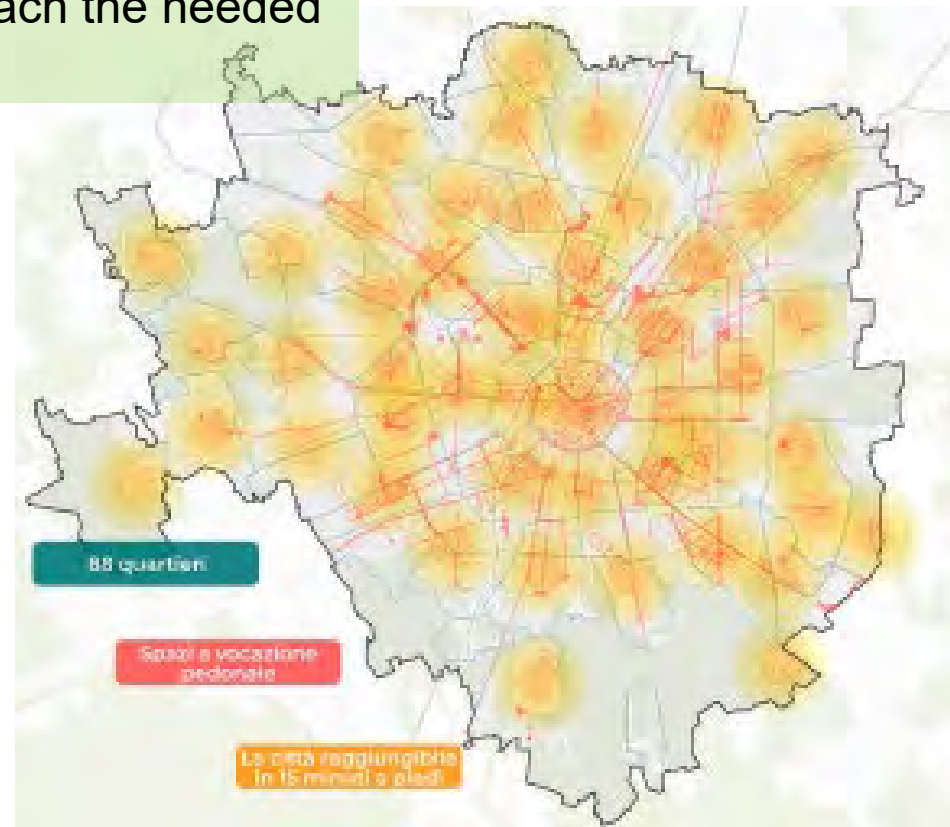 ach the needed
88 quartieri
Spazi a vocazione
pedonale
La città raggiungibile
in 15 minuti a piedi